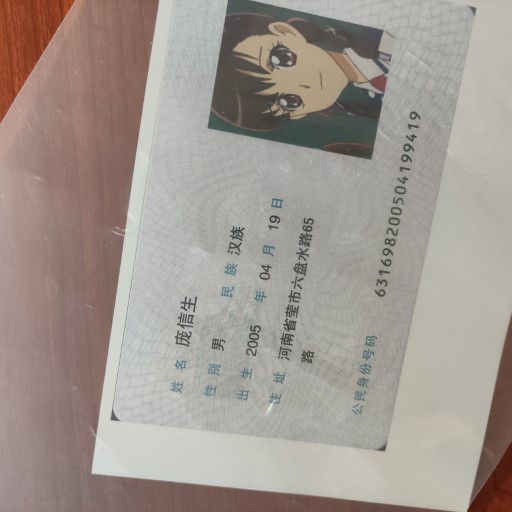 姓名 庞信生
性别 男 民族 汉族
出生 2005 年 04 月 19 日
住址 河南省莹市六盘水路65
路
公民身份号码 631698200504199419